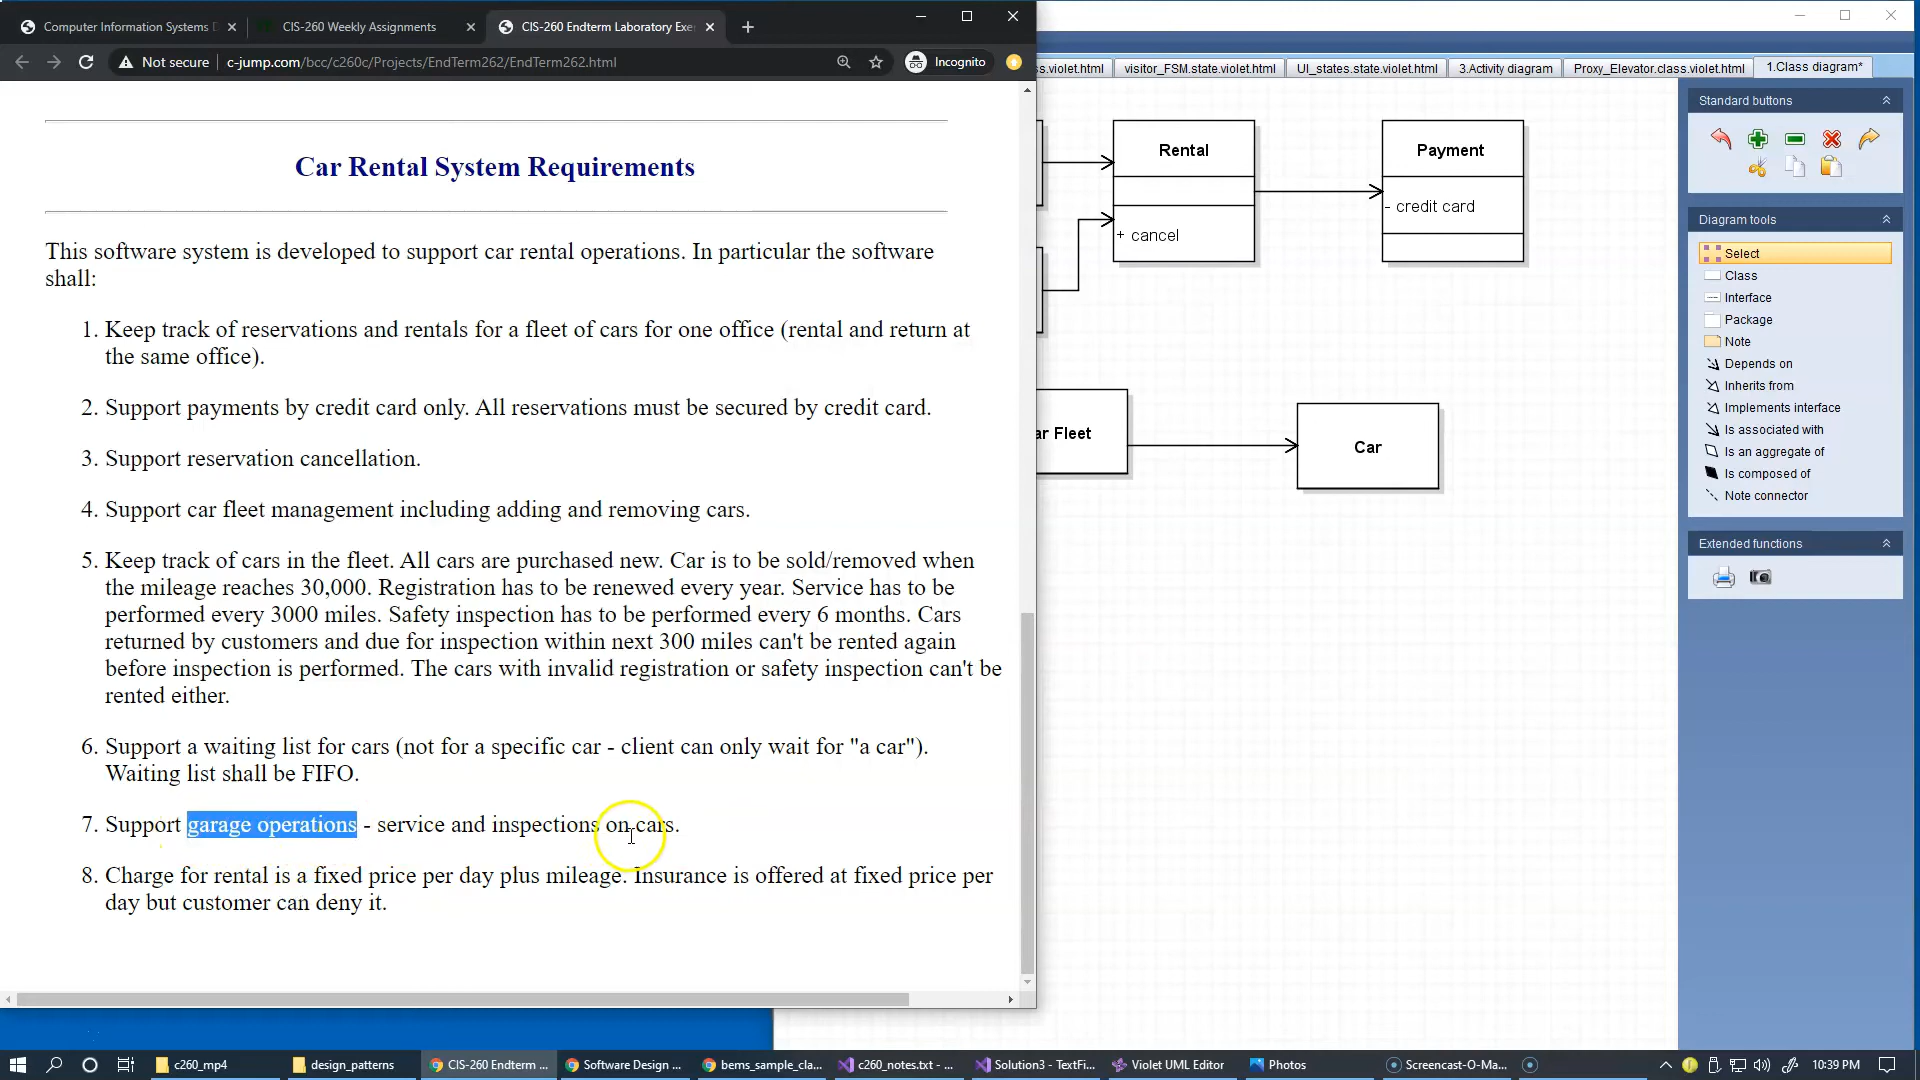 Computer Information Systems D
CIS-260 Weekly Assignments
CIS-260 Endterm Laboratory Exe
Not secure
c-jump.com/bcc/c260c/Projects/EndTerm262/EndTerm262.html
Incognito
Car Rental System Requirements
This software system is developed to support car rental operations. In particular the software
shall:
1. Keep track of reservations and rentals for a fleet of cars for one office (rental and return at
the same office).
2. Support payments by credit card only. All reservations must be secured by credit card.
3. Support reservation cancellation.
4. Support car fleet management including adding and removing cars.
5. Keep track of cars in the fleet. All cars are purchased new. Car is to be sold/removed when
the mileage reaches 30,000. Registration has to be renewed every year. Service has to be
performed every 3000 miles. Safety inspection has to be performed every 6 months. Cars
returned by customers and due for inspection within next 300 miles can't be rented again
before inspection is performed. The cars with invalid registration or safety inspection can't be
rented either.
6. Support a waiting list for cars (not for a specific car - client can only wait for "a car").
Waiting list shall be FIFO.
7. Support garage operations - service and inspections on cars.
8. Charge for rental is a fixed price per day plus mileage. Insurance is offered at fixed price per
day but customer can deny it.
ss.violet.html
visitor_FSM.state.violet.html
UI_states.state.violet.html
3.Activity diagram
Proxy_Elevator.class.violet.html
1.Class diagram*
Rental
+ cancel
Payment
- credit card
ar Fleet
Car
Standard buttons
Diagram tools
Select
Class
Interface
Package
Note
Depends on
Inherits from
Implements interface
Is associated with
Is an aggregate of
Is composed of
Note connector
Extended functions
c260_mp4
design_patterns
CIS-260 Endterm ...
Software Design ...
bems_sample_cla...
c260_notes.txt - ...
Solution3 - TextFi...
Violet UML Editor
Photos
Screencast-O-Ma...
10:39 PM